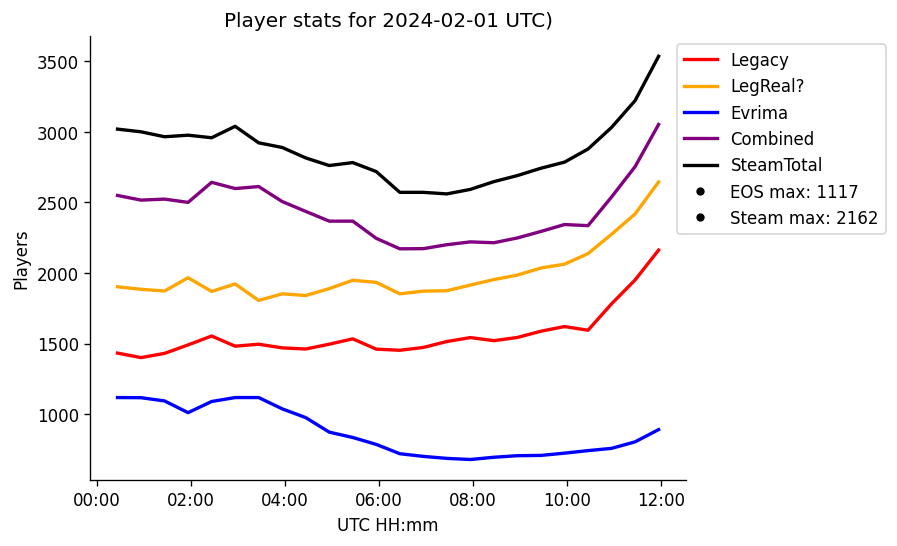 Player stats for 2024-02-01 UTC)
3500
3000
2500
2000
1500
1000
Players
00:00 02:00 04:00 06:00 08:00 10:00 12:00
UTC HH:mm
Legacy
LegReal?
Evrima
Combined
SteamTotal
EOS max: 1117
Steam max: 2162